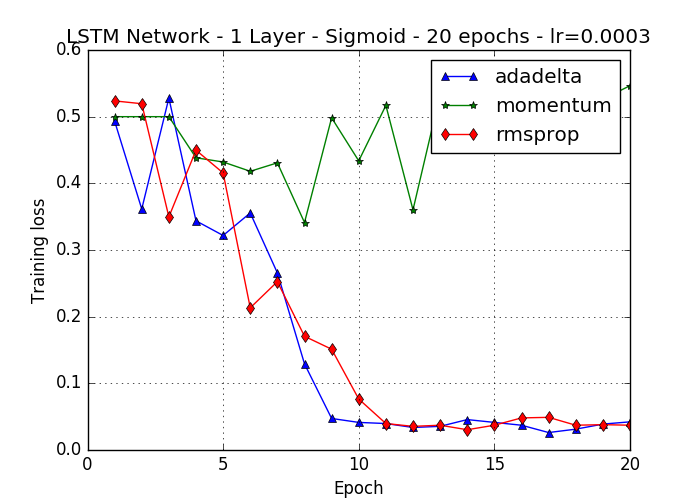 LSTM Network - 1 Layer - Sigmoid - 20 epochs - lr=0.0003
0.6
0.5
0.4
0.3
0.2
0.1
0.0
Training loss
adadelta
momentum
rmsprop
0 5 10 15 20
Epoch